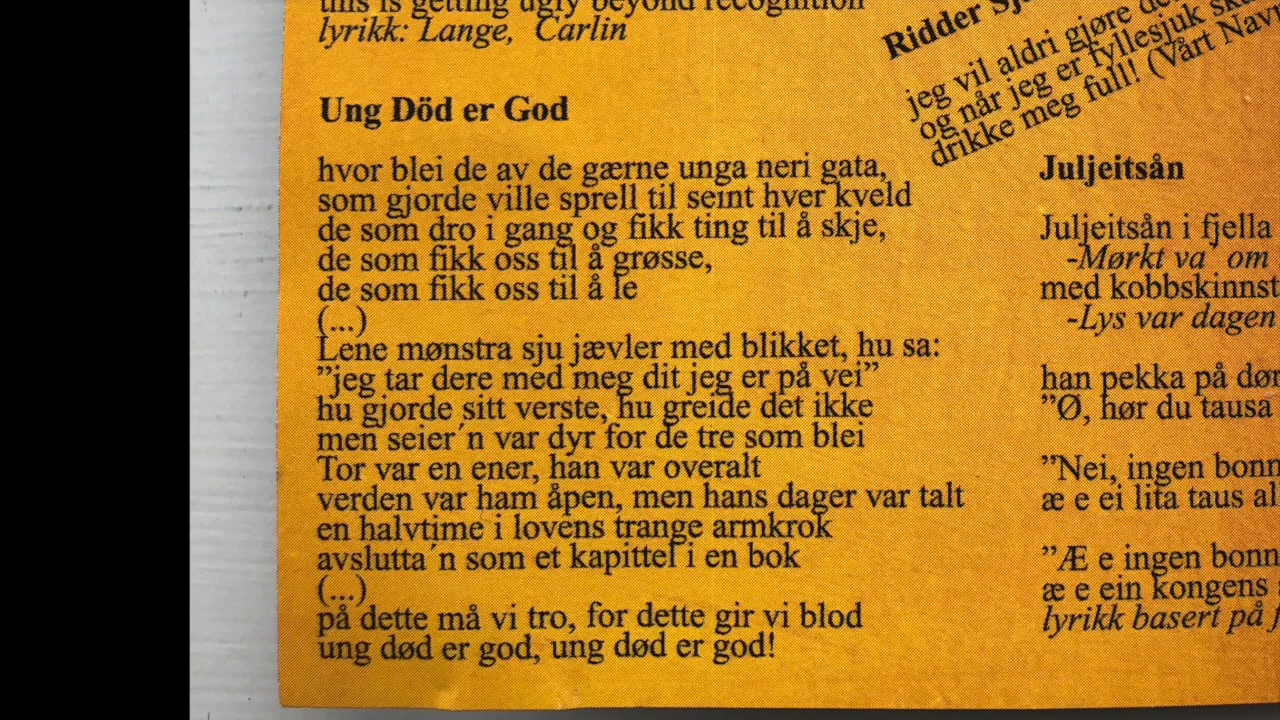 this is getting ugly beyond recognition
lyrikk: Lange, Carlin
Ung Död er God
hvor blei de av de gærne unga neri gata,
som gjorde ville sprell til seint hver kveld
de som dro i gang og fikk ting til å skje,
de som fikk oss til å grøsse,
de som fikk oss til å le
(...)
Lene mønstra sju jævler med blikket, hu sa:
”jeg tar dere med meg dit jeg er på vei”
hu gjorde sitt verste, hu greide det ikke
men seier´n var dyr for de tre som blei
Tor var en ener, han var overalt
verden var ham åpen, men hans dager var talt
en halvtime i lovens trange armkrok
avslutta´n som et kapittel i en bok
(...)
på dette må vi tro, for dette gir vi blod
ung død er god, ung død er god!
Ridder
jeg vil aldri gjøre
og når jeg er fyllesjuk
drikke meg full! (Vårt
Juljeitsån
Juljeitsån i fjella
-Mørkt va om
med kobbskinnst
-Lys var dagen
han pekka på
”Ø, hør du tausa
”Nei, ingen
æ e ei lita taus
”Æ e ingen
æ e ein kongens
lyrikk basert på